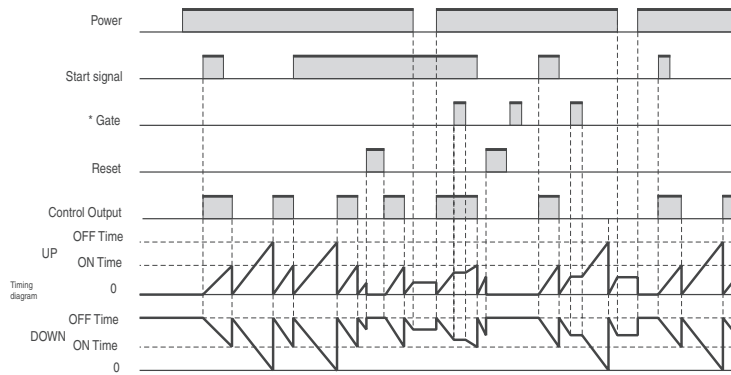 Power
Start signal
* Gate
Reset
Control Output
OFF Time
UP
ON Time
Timing
diagram
0
OFF Time
DOWN
ON Time
0